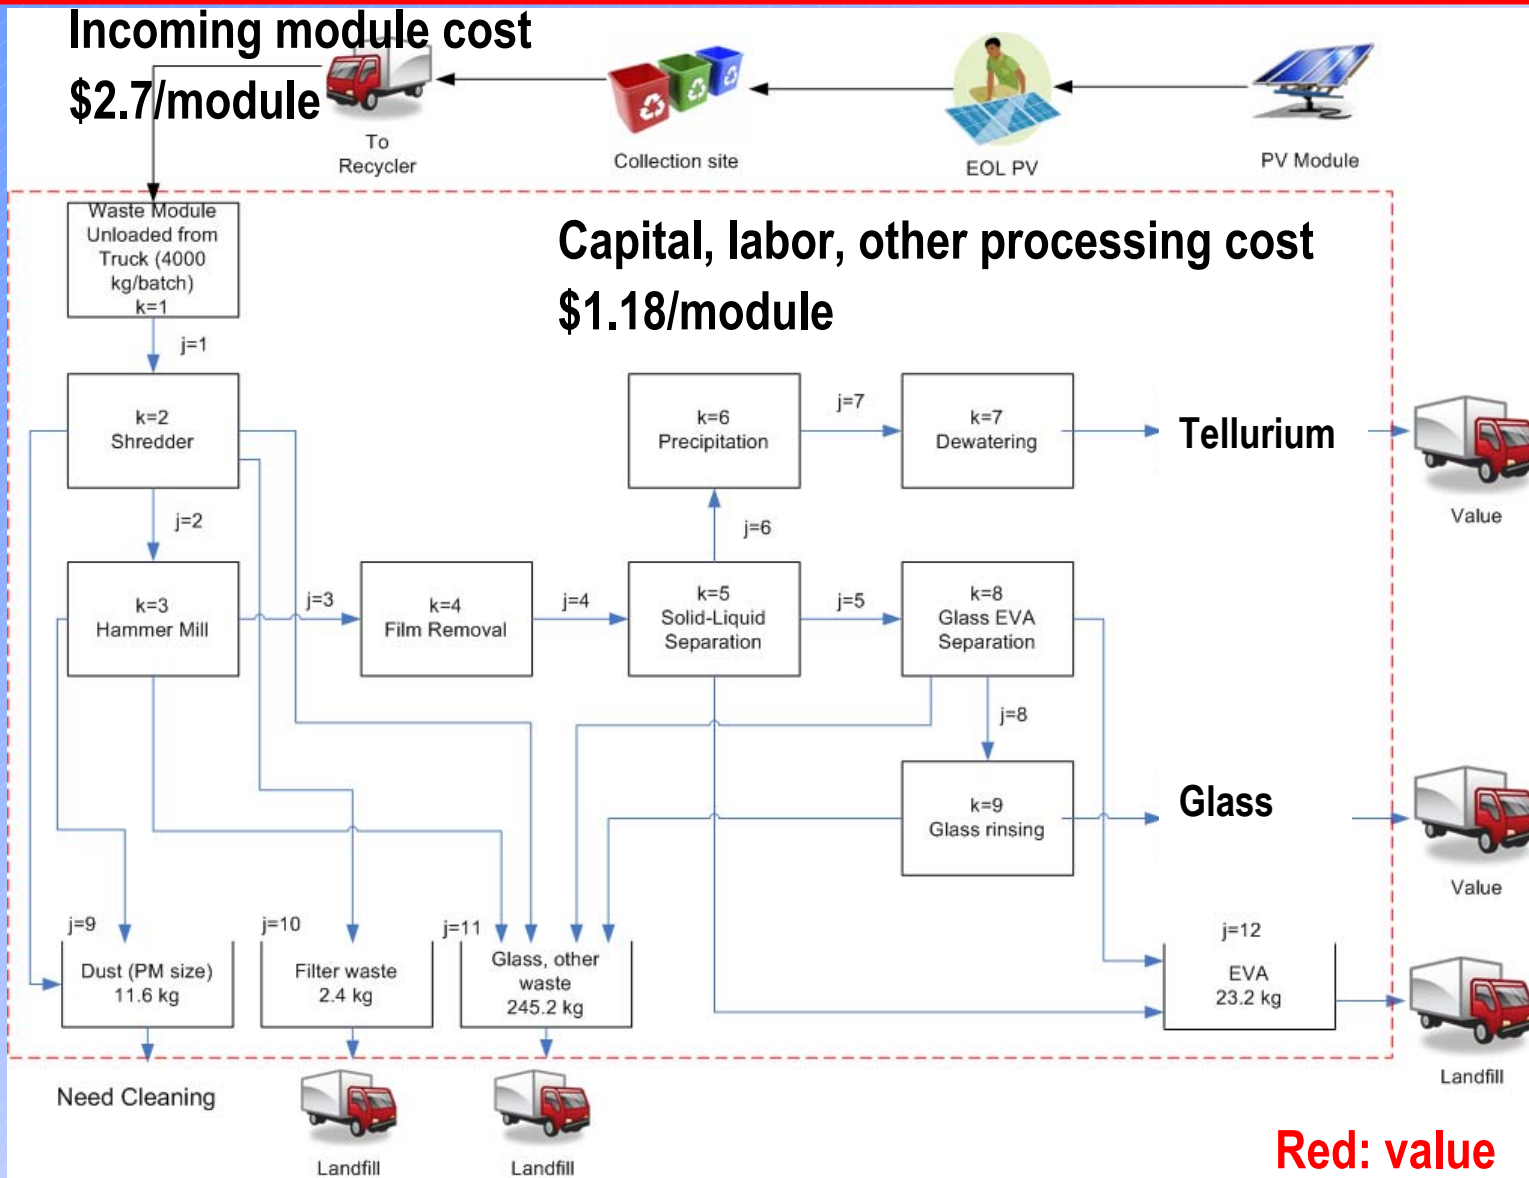 Incoming module cost
$2.7/module
To
Recycler
Collection site
EOL PV
PV Module
Waste Module
Unloaded from
Truck (4000
kg/batch)
k=1
Capital, labor, other processing cost
$1.18/module
j=1
k=2
Shredder
k=6
Precipitation
j=7
k=7
Dewatering
Tellurium
Value
j=2
j=6
k=3
Hammer Mill
j=3
k=4
Film Removal
j=4
k=5
Solid-Liquid
Separation
j=5
k=8
Glass EVA
Separation
j=8
k=9
Glass rinsing
Glass
Value
j=9
Dust (PM size)
11.6 kg
j=10
Filter waste
2.4 kg
j=11
Glass, other
waste
245.2 kg
j=12
EVA
23.2 kg
Landfill
Need Cleaning
Landfill
Landfill
Red: value